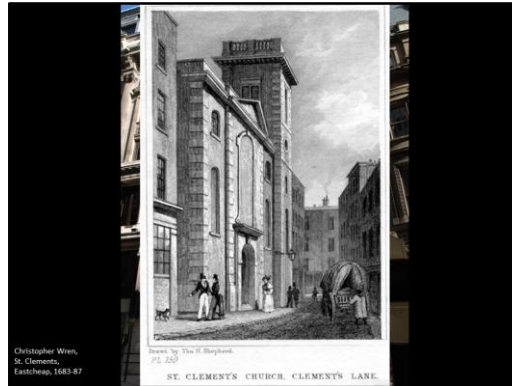 Christopher Wren,
St. Clements,
Eastcheap, 1683-87
Drawn by Tho. H. Shepherd.
ST. CLEMENT'S CHURCH, CLEMENT'S LANE.